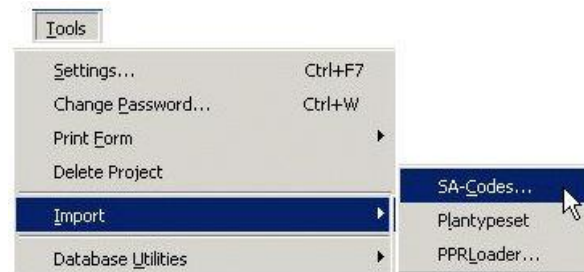 Tools
Settings... Ctrl+F7
Change Password... Ctrl+W
Print Form
Delete Project
Import
Database Utilities
SA-Codes...
Plantypeset
PPRLoader...